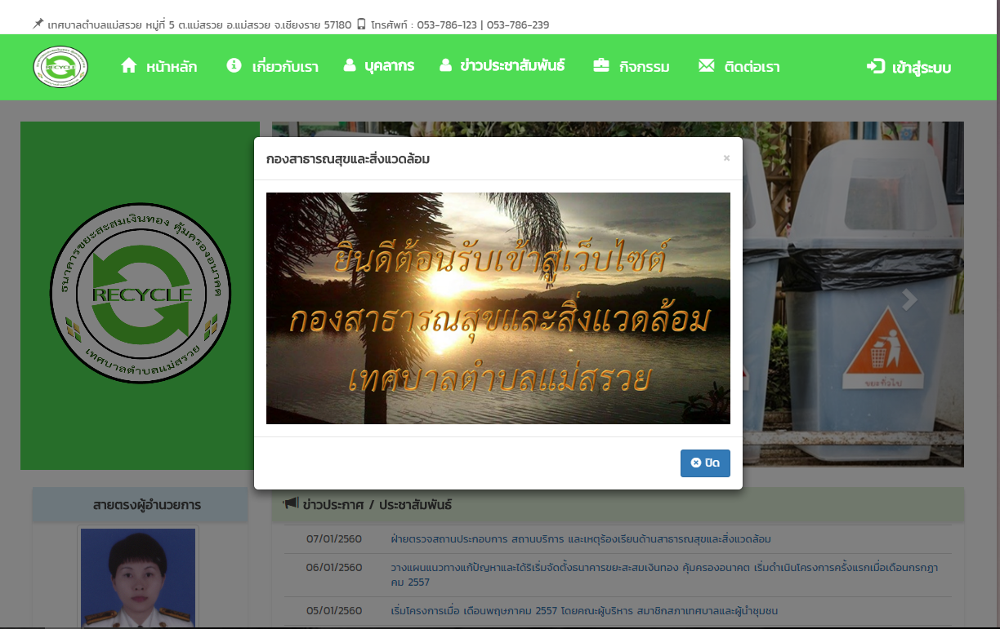 เทศบาลตำบลแม่สรวย หมู่ที่ 5 ต.แม่สรวย อ.แม่สรวย จ.เชียงราย 57180 โทรศัพท์ : 053-786-123 | 053-786-239
RECYCLE
หน้าหลัก เกี่ยวกับเรา บุคลากร ข่าวประชาสัมพันธ์ กิจกรรม ติดต่อเรา เข้าสู่ระบบ
กองสาธารณสุขและสิ่งแวดล้อม ×
ยินดีต้อนรับเข้าสู่เว็บไซต์
กองสาธารณสุขและสิ่งแวดล้อม
เทศบาลตำบลแม่สรวย
ปิด
ธนาคารขยะสะสมเงินทอง คุ้มครองอนาคต
RECYCLE
เทศบาลตำบลแม่สรวย
ขยะทั่วไป
สายตรงผู้อำนวยการ
ข่าวประกาศ / ประชาสัมพันธ์
07/01/2560 ฝ่ายตรวจสถานประกอบการ สถานบริการ และเหตุร้องเรียนด้านสาธารณสุขและสิ่งแวดล้อม
06/01/2560 วางแผนแนวทางแก้ปัญหาและได้ริเริ่มจัดตั้งธนาคารขยะสะสมเงินทอง คุ้มครองอนาคต เริ่มดำเนินโครงการครั้งแรกเมื่อเดือนกรกฎา
คม 2557
05/01/2560 เริ่มโครงการเมื่อ เดือนพฤษภาคม 2557 โดยคณะผู้บริหาร สมาชิกสภาเทศบาลและผู้นำชุมชน